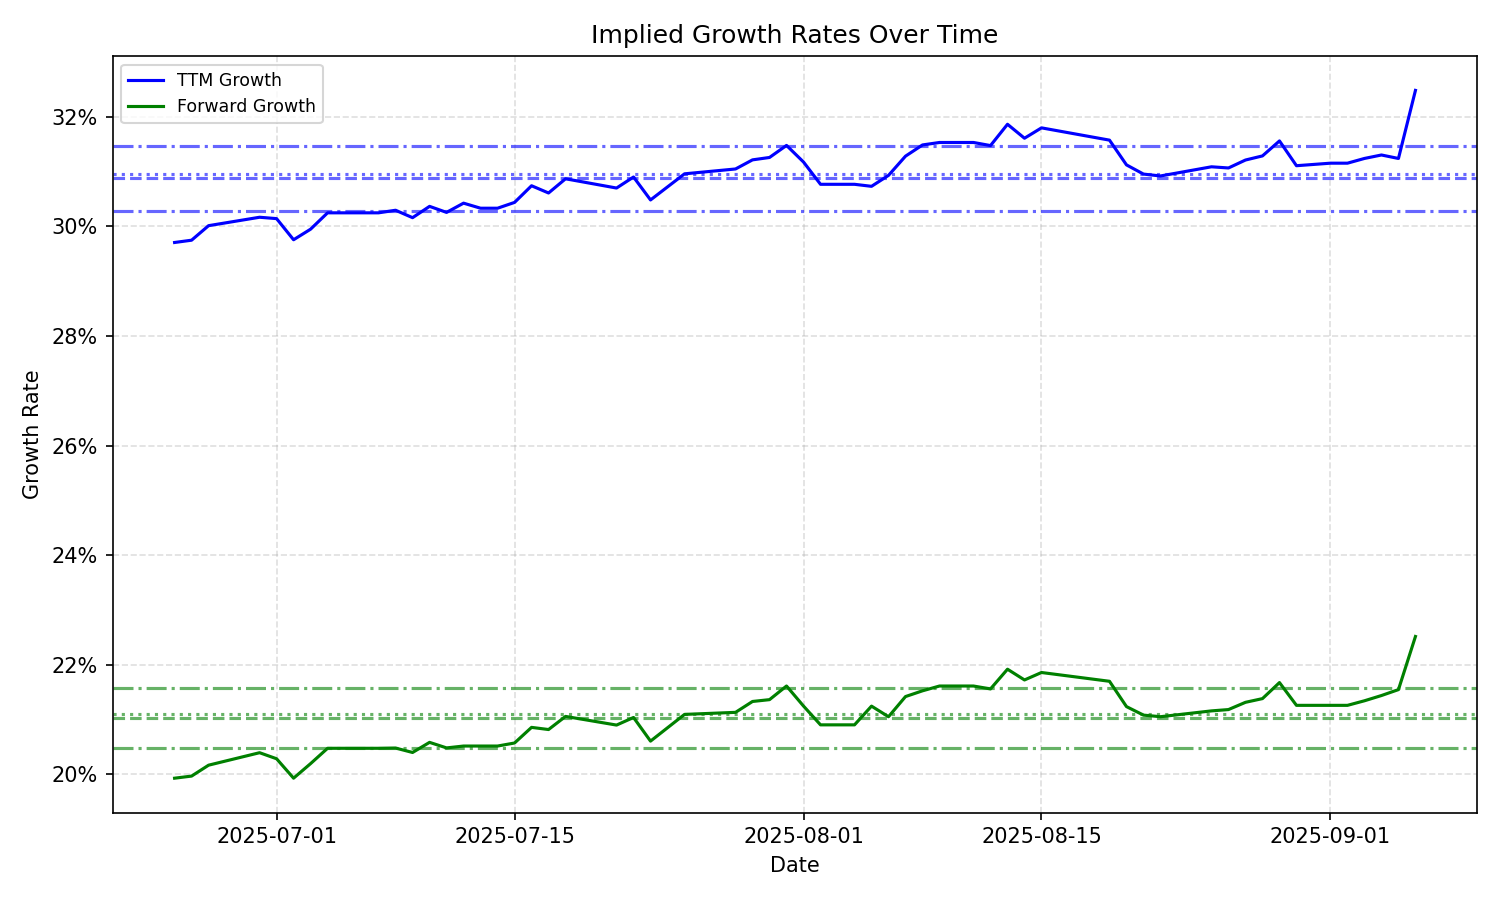 Implied Growth Rates Over Time
TTM Growth
Forward Growth
32%
30%
28%
26%
24%
22%
20%
Growth Rate
2025-07-01
2025-07-15
2025-08-01
2025-08-15
2025-09-01
Date